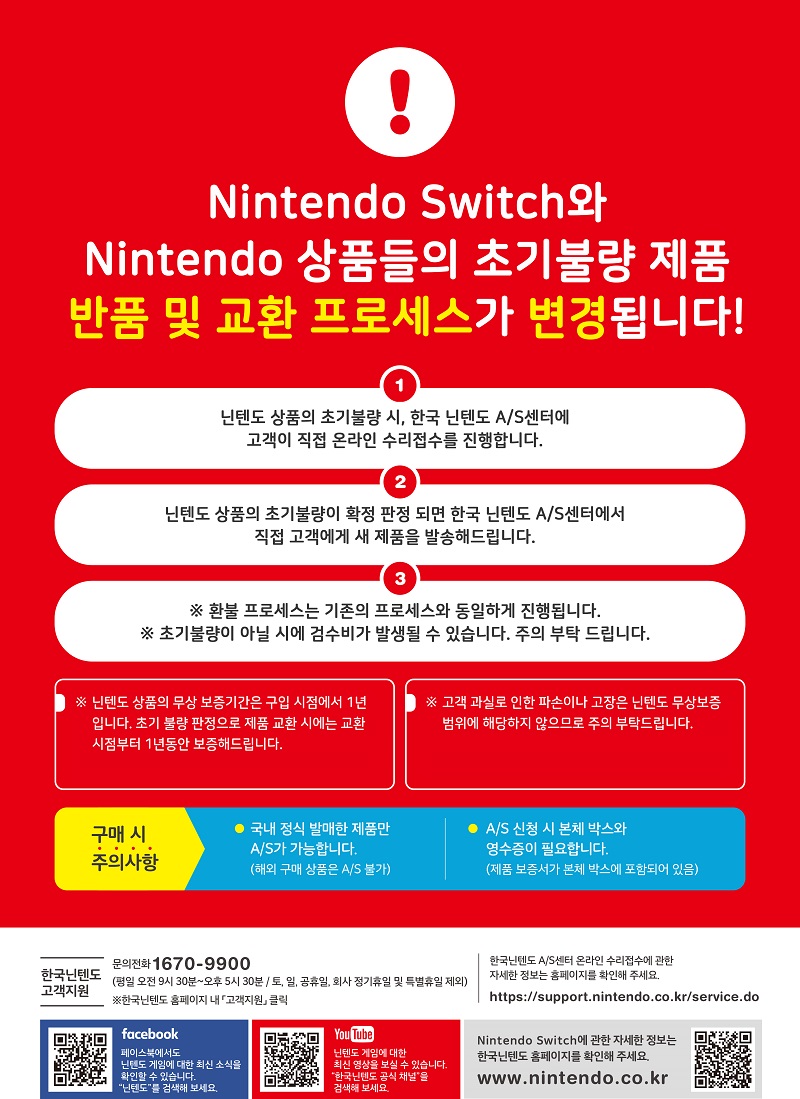 !
Nintendo Switch와
Nintendo 상품들의 초기불량 제품
반품 및 교환 프로세스가 변경됩니다!
1
닌텐도 상품의 초기불량 시, 한국 닌텐도 A/S센터에
고객이 직접 온라인 수리접수를 진행합니다.
2
닌텐도 상품의 초기불량이 확정 판정 되면 한국 닌텐도 A/S센터에서
직접 고객에게 새 제품을 발송해드립니다.
3
※ 환불 프로세스는 기존의 프로세스와 동일하게 진행됩니다.
※ 초기불량이 아닐 시에 검수비가 발생될 수 있습니다. 주의 부탁 드립니다.
※ 닌텐도 상품의 무상 보증기간은 구입 시점에서 1년
입니다. 초기 불량 판정으로 제품 교환 시에는 교환
시점부터 1년동안 보증해드립니다.
※ 고객 과실로 인한 파손이나 고장은 닌텐도 무상보증
범위에 해당하지 않으므로 주의 부탁드립니다.
구매 시
주의사항
국내 정식 발매한 제품만
A/S가 가능합니다.
(해외 구매 상품은 A/S 불가)
A/S 신청 시 본체 박스와
영수증이 필요합니다.
(제품 보증서가 본체 박스에 포함되어 있음)
한국닌텐도
고객지원
문의전화 1670-9900
(평일 오전 9시 30분~오후 5시 30분 / 토, 일, 공휴일, 회사 정기휴일 및 특별휴일 제외)
※한국닌텐도 홈페이지 내 「고객지원」 클릭
한국닌텐도 A/S센터 온라인 수리접수에 관한
자세한 정보는 홈페이지를 확인해 주세요.
https://support.nintendo.co.kr/service.do
facebook
페이스북에서도
닌텐도 게임에 대한 최신 소식을
확인할 수 있습니다.
"닌텐도"를 검색해 보세요.
YouTube
닌텐도 게임에 대한
최신 영상을 보실 수 있습니다.
"한국닌텐도 공식 채널"을
검색해 보세요.
Nintendo Switch에 관한 자세한 정보는
한국닌텐도 홈페이지를 확인해 주세요.
www.nintendo.co.kr